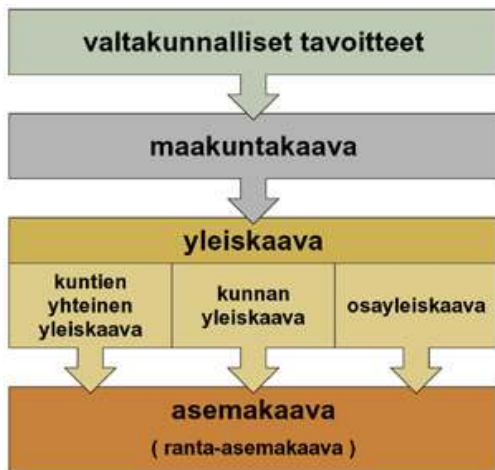 valtakunnalliset tavoitteet
maakuntakaava
yleiskaava
kuntien
yhteinen
yleiskaava
kunnan
yleiskaava
osayleiskaava
asemakaava
( ranta-asemakaava )